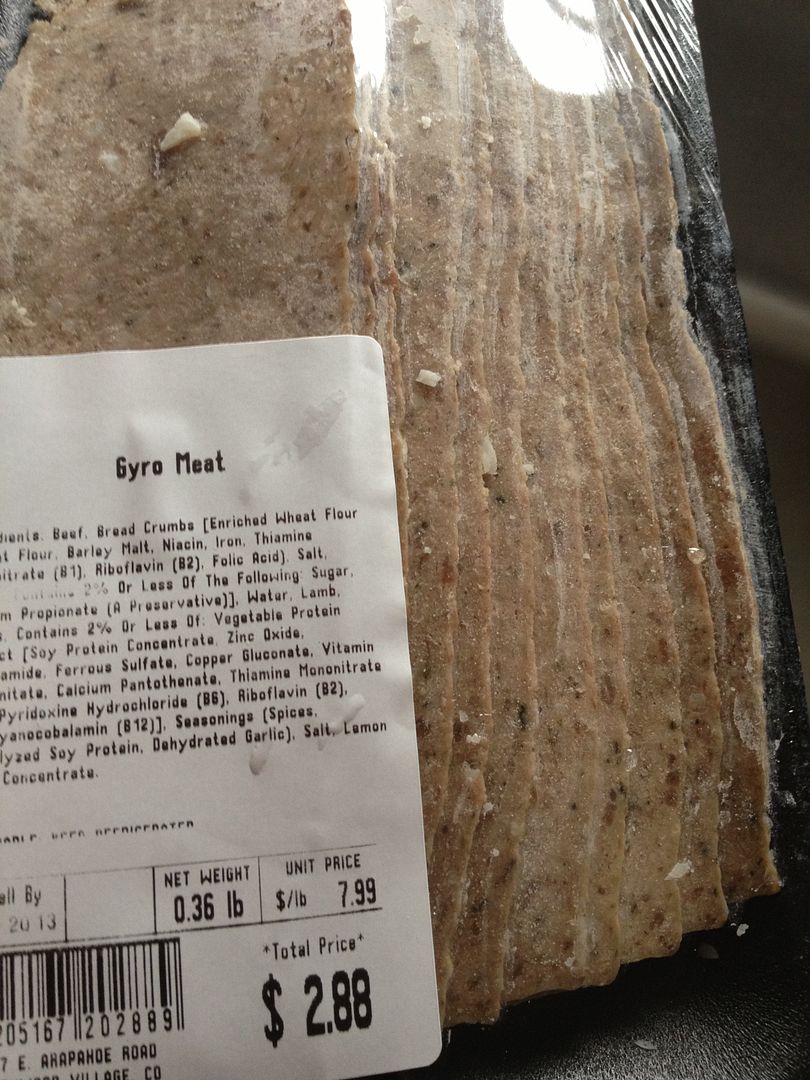 Gyro Meat
dients: Beef, Bread Crumbs [Enriched Wheat Flour
t Flour, Barley Malt, Niacin, Iron, Thiamine
nitrate (B1), Riboflavin (B2), Folic Acid), Salt,
2% Or Less Of The Following: Sugar,
m Propionate (A Preservative)], Water, Lamb,
s. Contains 2% Or Less Of: Vegetable Protein
ct [Soy Protein Concentrate, Zinc Oxide,
amide, Ferrous Sulfate, Copper Gluconate, Vitamin
mitate, Calcium Pantothenate, Thiamine Mononitrate
Pyridoxine Hydrochloride (B6), Riboflavin (B2),
yanocobalamin (B12)], Seasonings (Spices,
lyzed Soy Protein, Dehydrated Garlic), Salt, Lemon
Concentrate.
ell By
20 13
NET WEIGHT
0.36 lb
UNIT PRICE
$/lb 7.99
*Total Price*
$ 2.88
205167 202889
7 E. ARAPAHOE ROAD
VILLAGE, CO